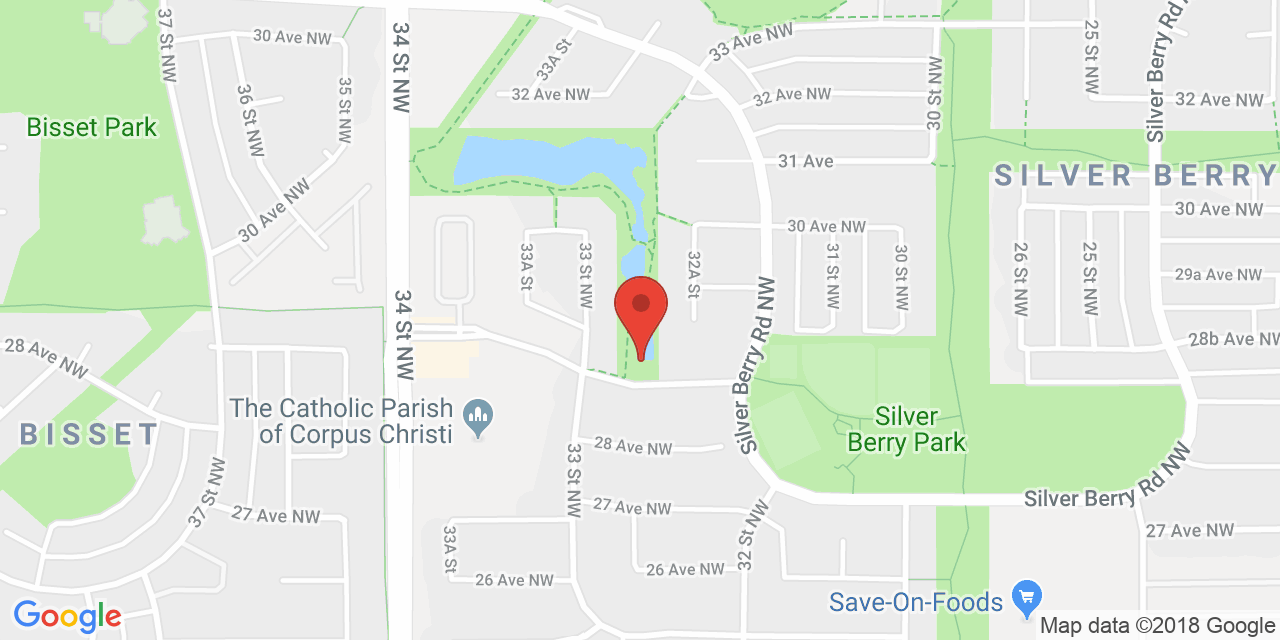 37 St NW
30 Ave NW
34 St NW
33A St
33 Ave NW
25 St NW
Silver Berry Rd
36 St NW
35 St NW
32 Ave NW
32 Ave NW
30 St NW
32 Ave NW
Bisset Park
31 Ave
SILVER BERRY
30 Ave NW
30 Ave NW
30 Ave NW
33A St
33 St NW
32A St
31 St NW
30 St NW
26 St NW
25 St NW
29a Ave NW
34 St NW
Silver Berry Rd NW
28 Ave NW
28b Ave NW
The Catholic Parish
of Corpus Christi
Silver
Berry Park
BISSET
28 Ave NW
33 St NW
37 St NW
27 Ave NW
27 Ave NW
Silver Berry Rd NW
27 Ave NW
33A St
32 St NW
26 Ave NW
26 Ave NW
Save-On-Foods
Google
Map data ©2018 Google